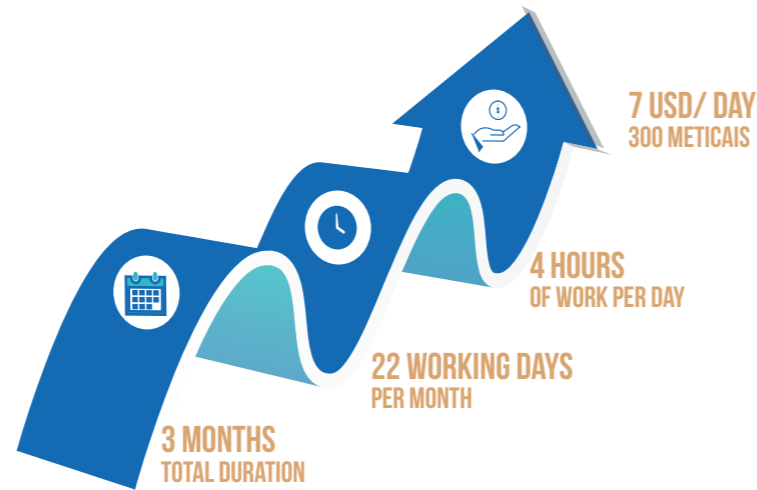 7 USD/ DAY
300 METICAIS
4 HOURS
OF WORK PER DAY
22 WORKING DAYS
PER MONTH
3 MONTHS
TOTAL DURATION